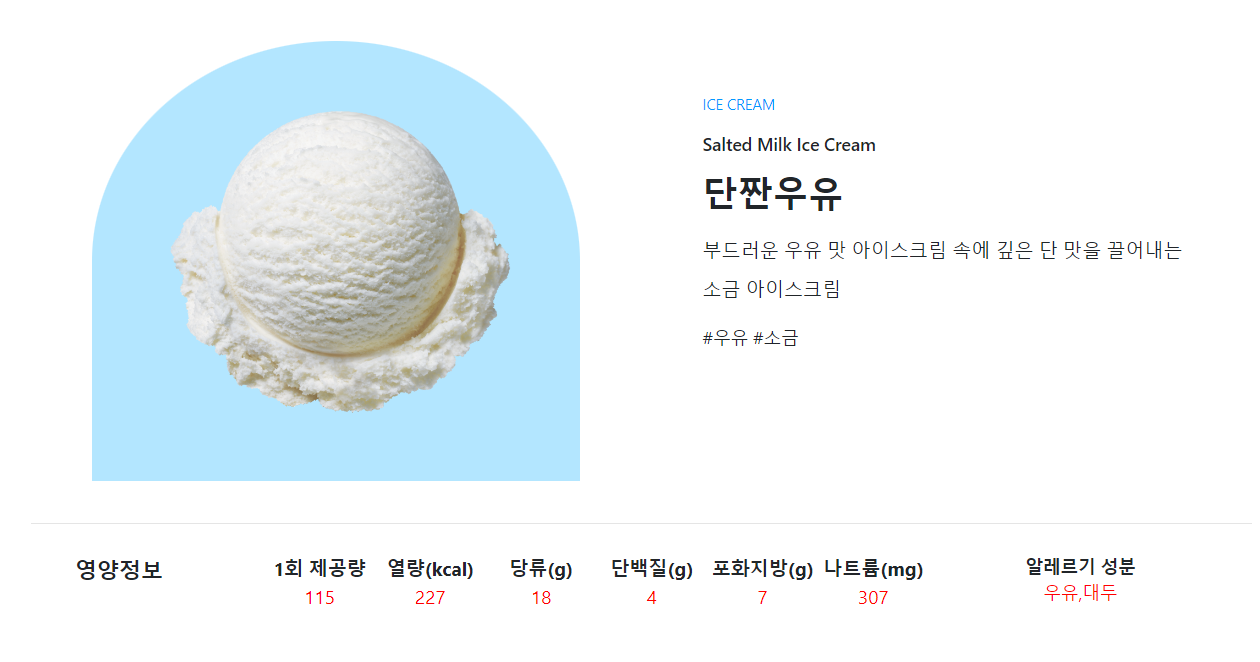 ICE CREAM
Salted Milk Ice Cream
단짠우유
부드러운 우유 맛 아이스크림 속에 깊은 단 맛을 끌어내는
소금 아이스크림
#우유 #소금
영양정보
1회 제공량 열량(kcal) 당류(g) 단백질(g) 포화지방(g) 나트륨(mg) 알레르기 성분
115 227 18 4 7 307 우유,대두